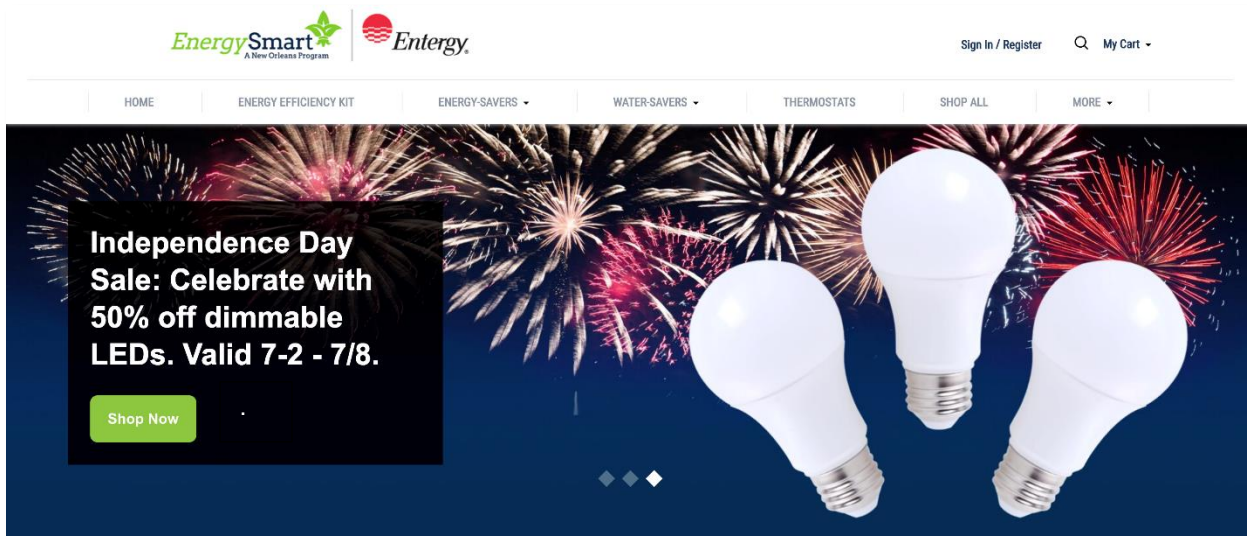 EnergySmart
A New Orleans Program
Entergy.
Sign In / Register
My Cart
HOME
ENERGY EFFICIENCY KIT
ENERGY-SAVERS
WATER-SAVERS
THERMOSTATS
SHOP ALL
MORE
Independence Day
Sale: Celebrate with
50% off dimmable
LEDs. Valid 7-2 - 7/8.
Shop Now
.